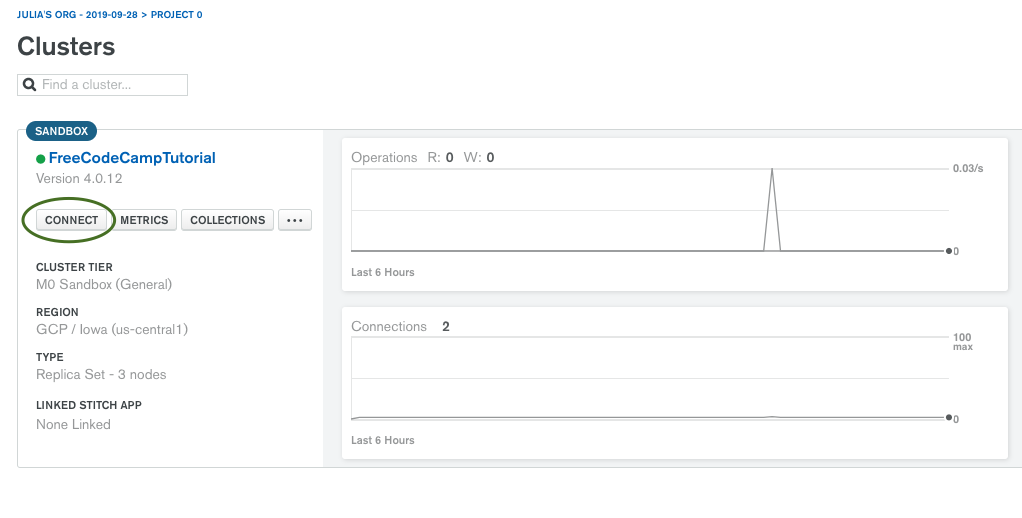 JULIA'S ORG - 2019-09-28 > PROJECT 0
Clusters
Find a cluster...
SANDBOX
FreeCodeCampTutorial
Version 4.0.12
CONNECT METRICS COLLECTIONS ...
CLUSTER TIER
M0 Sandbox (General)
REGION
GCP / Iowa (us-central1)
TYPE
Replica Set - 3 nodes
LINKED STITCH APP
None Linked
Operations R: 0 W: 0
0.03/s
0
Last 6 Hours
Connections 2
100
max
0
Last 6 Hours